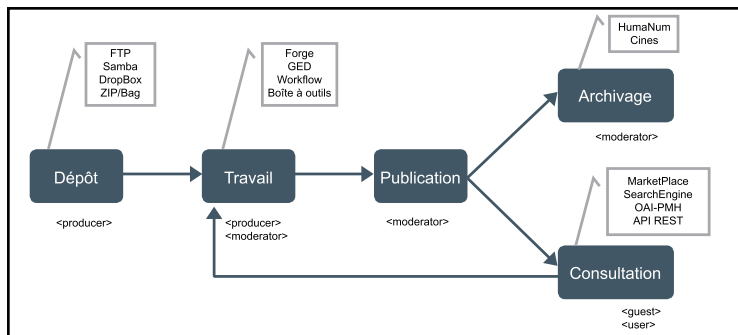 FTP
Samba
DropBox
ZIP/Bag
Forge
GED
Workflow
Boîte à outils
HumaNum
Cines
Dépôt
<producer>
Travail
<producer>
<moderator>
Publication
<moderator>
Archivage
<moderator>
MarketPlace
SearchEngine
OAI-PMH
API REST
Consultation
<guest>
<user>